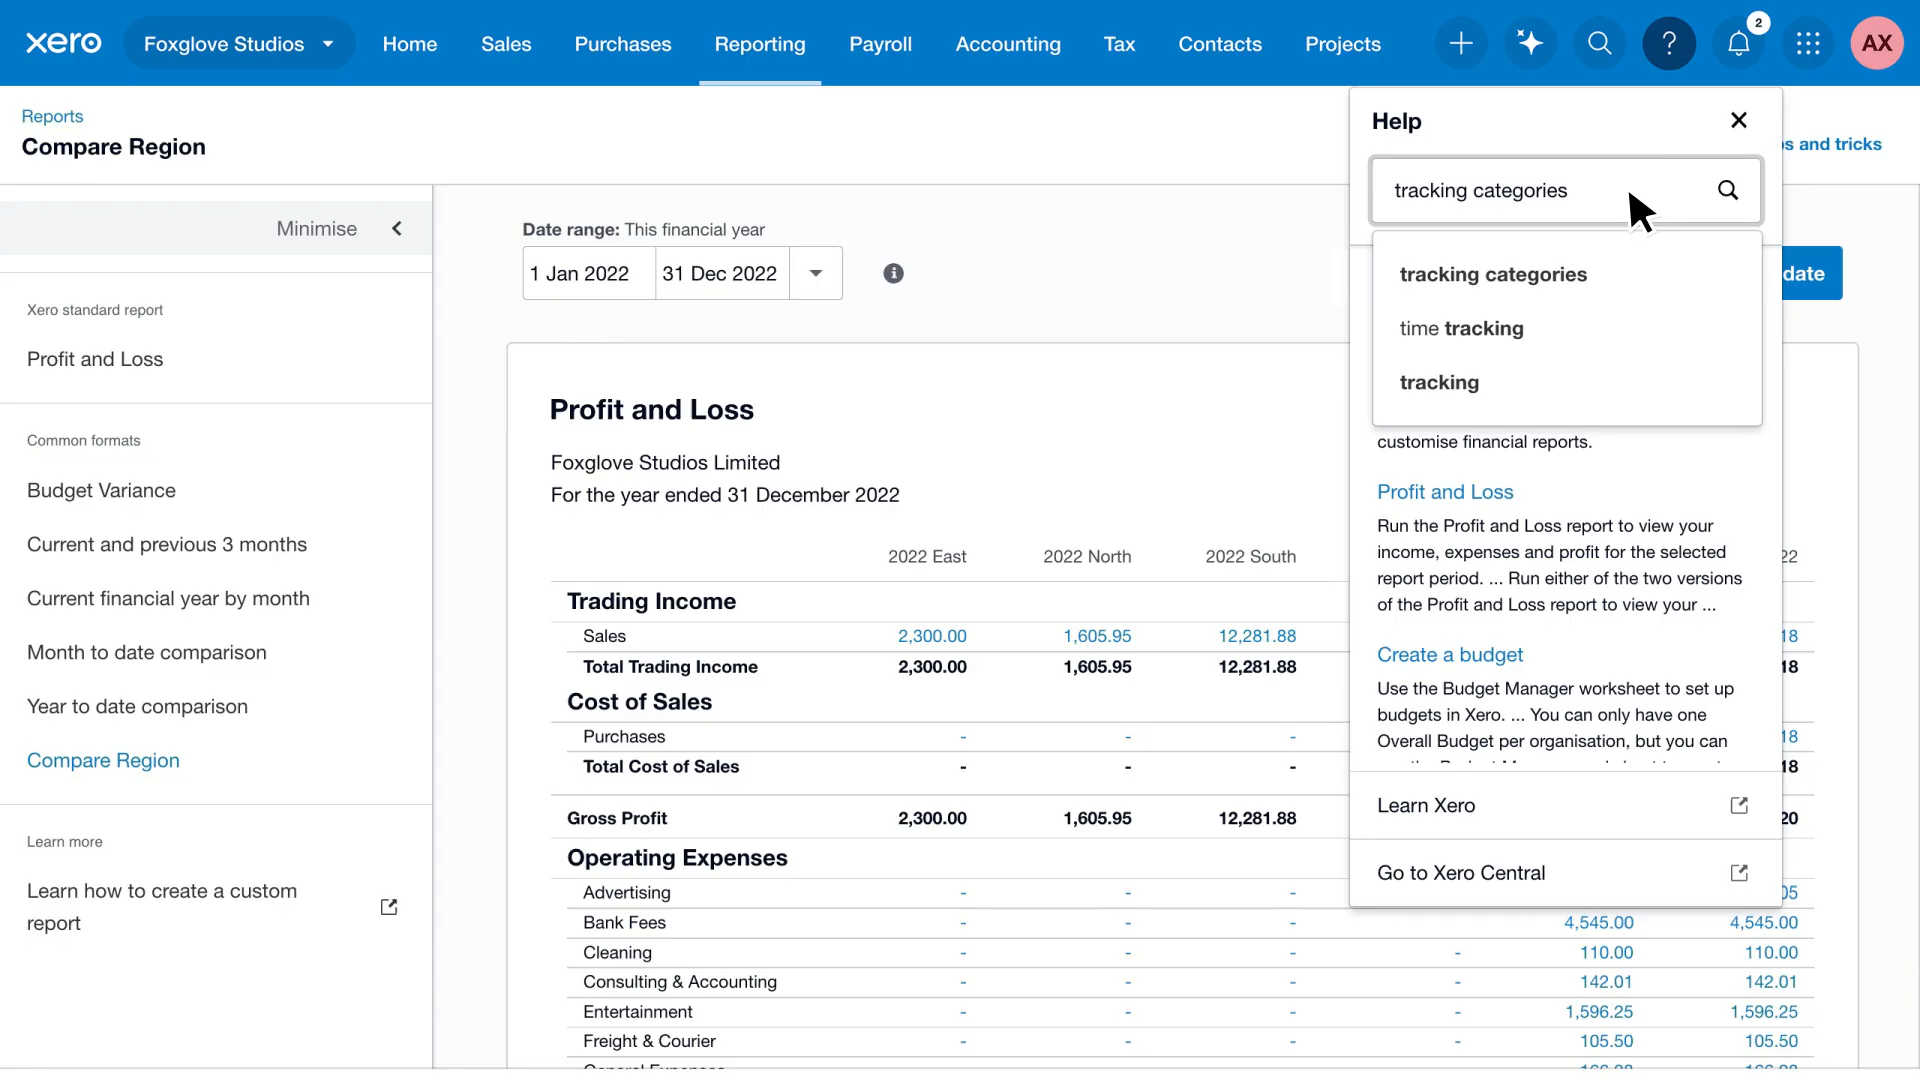 xero
Foxglove Studios
Home
Sales
Purchases
Reporting
Payroll
Accounting
Tax
Contacts
Projects
?
2
AX
Reports
Compare Region
s and tricks
Minimise
Xero standard report
Profit and Loss
Common formats
Budget Variance
Current and previous 3 months
Current financial year by month
Month to date comparison
Year to date comparison
Compare Region
Learn more
Learn how to create a custom
report
Date range: This financial year
1 Jan 2022
31 Dec 2022
date
Profit and Loss
Foxglove Studios Limited
For the year ended 31 December 2022
2022 East 2022 North 2022 South 22
Trading Income
Sales 2,300.00 1,605.95 12,281.88 18
Total Trading Income 2,300.00 1,605.95 12,281.88 18
Cost of Sales
Purchases - - - 18
Total Cost of Sales - - - 18
Gross Profit 2,300.00 1,605.95 12,281.88 20
Operating Expenses
Advertising - - - 05
Bank Fees - - - 4,545.00 4,545.00
Cleaning - - - - 110.00 110.00
Consulting & Accounting - - - - 142.01 142.01
Entertainment - - - - 1,596.25 1,596.25
Freight & Courier - - - - 105.50 105.50
Help
tracking categories
tracking categories
time tracking
tracking
customise financial reports.
Profit and Loss
Run the Profit and Loss report to view your
income, expenses and profit for the selected
report period. ... Run either of the two versions
of the Profit and Loss report to view your ...
Create a budget
Use the Budget Manager worksheet to set up
budgets in Xero. ... You can only have one
Overall Budget per organisation, but you can
Learn Xero
Go to Xero Central